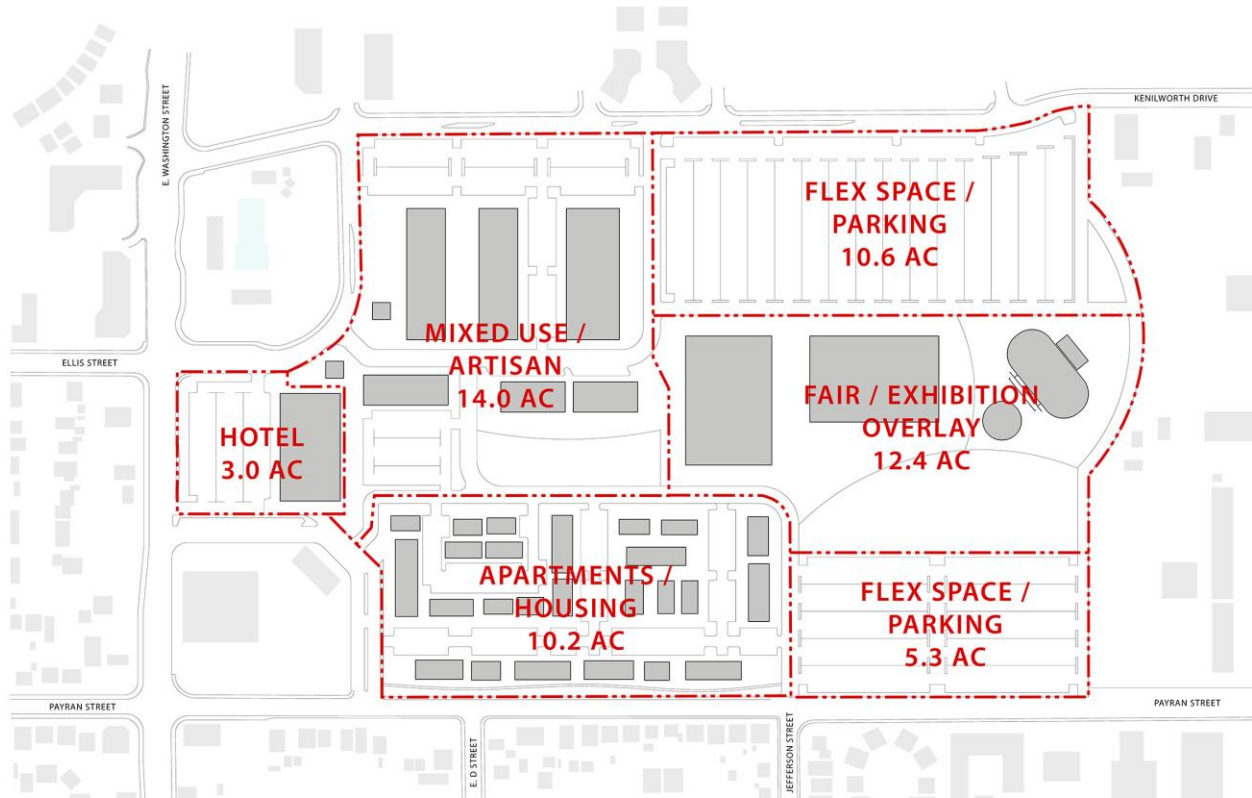 KENILWORTH DRIVE
E. WASHINGTON STREET
FLEX SPACE /
PARKING
10.6 AC
MIXED USE /
ARTISAN
14.0 AC
ELLIS STREET
FAIR / EXHIBITION
OVERLAY
12.4 AC
HOTEL
3.0 AC
APARTMENTS /
HOUSING
10.2 AC
FLEX SPACE /
PARKING
5.3 AC
PAYRAN STREET
PAYRAN STREET
E. D STREET
JEFFERSON STREET